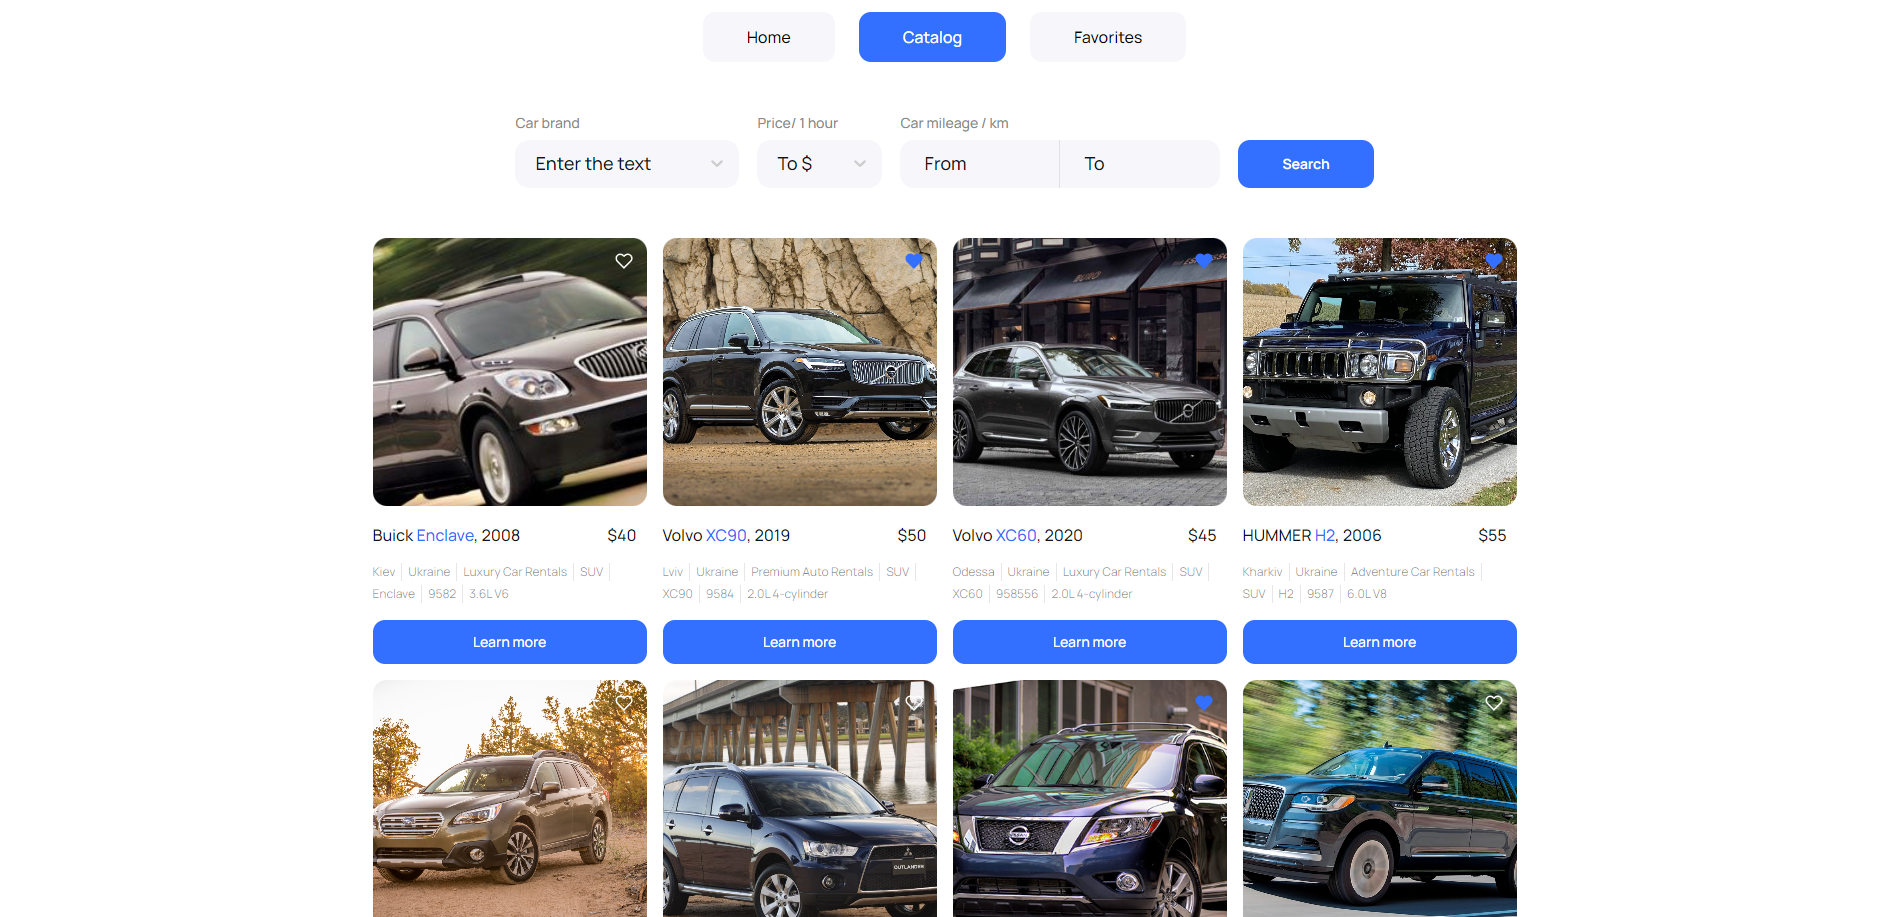 Home Catalog Favorites
Car brand Price/ 1 hour Car mileage / km
Enter the text To $ From To Search
Buick Enclave, 2008 $40
Kiev Ukraine Luxury Car Rentals SUV
Enclave 9582 3.6L V6
Learn more
Volvo XC90, 2019 $50
Lviv Ukraine Premium Auto Rentals SUV
XC90 9584 2.0L 4-cylinder
Learn more
Volvo XC60, 2020 $45
Odessa Ukraine Luxury Car Rentals SUV
XC60 958556 2.0L 4-cylinder
Learn more
HUMMER H2, 2006 $55
Kharkiv Ukraine Adventure Car Rentals
SUV H2 9587 6.0L V8
Learn more
OUTLANDER